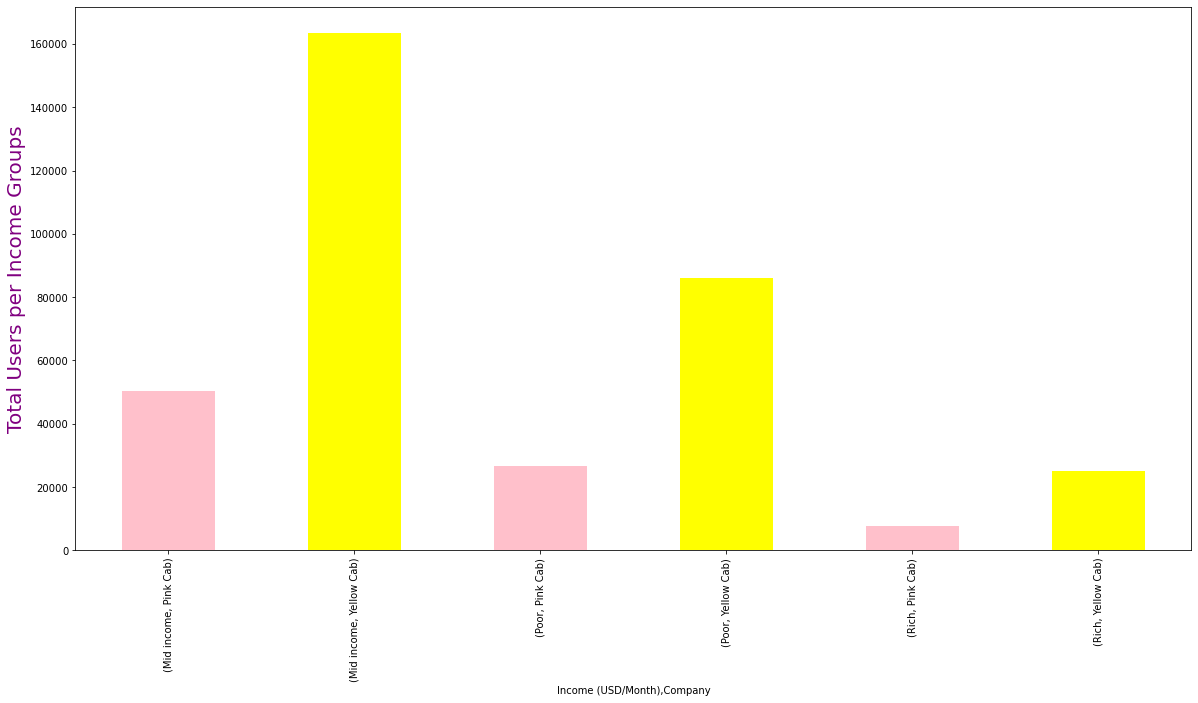 Total Users per Income Groups
160000
140000
120000
100000
80000
60000
40000
20000
0
(Mid income, Pink Cab)
(Mid income, Yellow Cab)
(Poor, Pink Cab)
(Poor, Yellow Cab)
(Rich, Pink Cab)
(Rich, Yellow Cab)
Income (USD/Month),Company